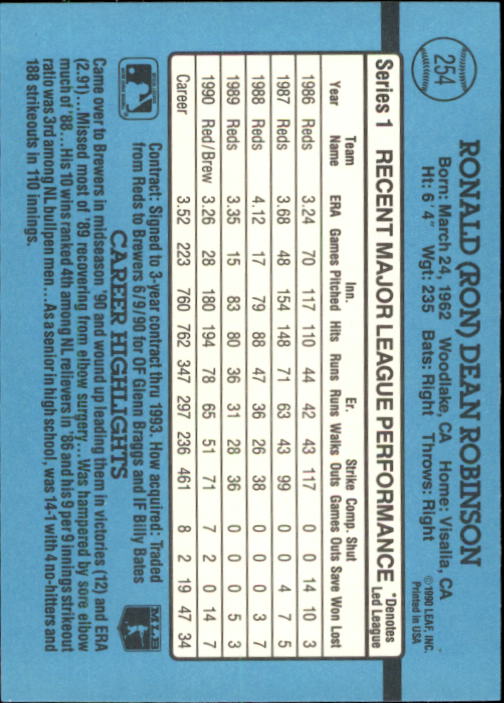 254
RONALD (RON) DEAN ROBINSON
Born: March 24, 1962 Woodlake, CA Home: Visalia, CA
Ht: 6' 4" Wgt: 235 Bats: Right Throws: Right
©1990 LEAF, INC.
Printed in USA
Series 1 RECENT MAJOR LEAGUE PERFORMANCE
*Denotes
Led League
Team Inn. Er. Strike Comp. Shut
Year Name ERA Games Pitched Hits Runs Runs Walks Outs Games Outs Save Won Lost
1986 Reds 3.24 70 117 110 44 42 43 117 0 0 14 10 3
1987 Reds 3.68 48 154 148 71 63 43 99 0 0 4 7 5
1988 Reds 4.12 17 79 88 47 36 26 38 0 0 0 3 7
1989 Reds 3.35 15 83 80 36 31 28 36 0 0 0 5 3
1990 Red/Brew 3.26 28 180 194 78 65 51 71 7 2 0 14 7
Career 3.52 223 760 762 347 297 236 461 8 2 19 47 34
Contract: Signed to 3-year contract thru 1993. How acquired: Traded
from Reds to Brewers 6/9/90 for OF Glenn Braggs and IF Billy Bates
MLB
CAREER HIGHLIGHTS
Came over to Brewers in midseason '90 and wound up leading them in victories (12) and ERA
(2.91)...Missed most of '89 recovering from elbow surgery...Was hampered by sore elbow
much of '88...His 10 wins ranked 4th among NL relievers in '86 and his 9 per 9 innings strikeout
ratio was 3rd among NL bullpen men...As a senior in high school, was 14-1 with 4 no-hitters and
188 strikeouts in 110 innings.